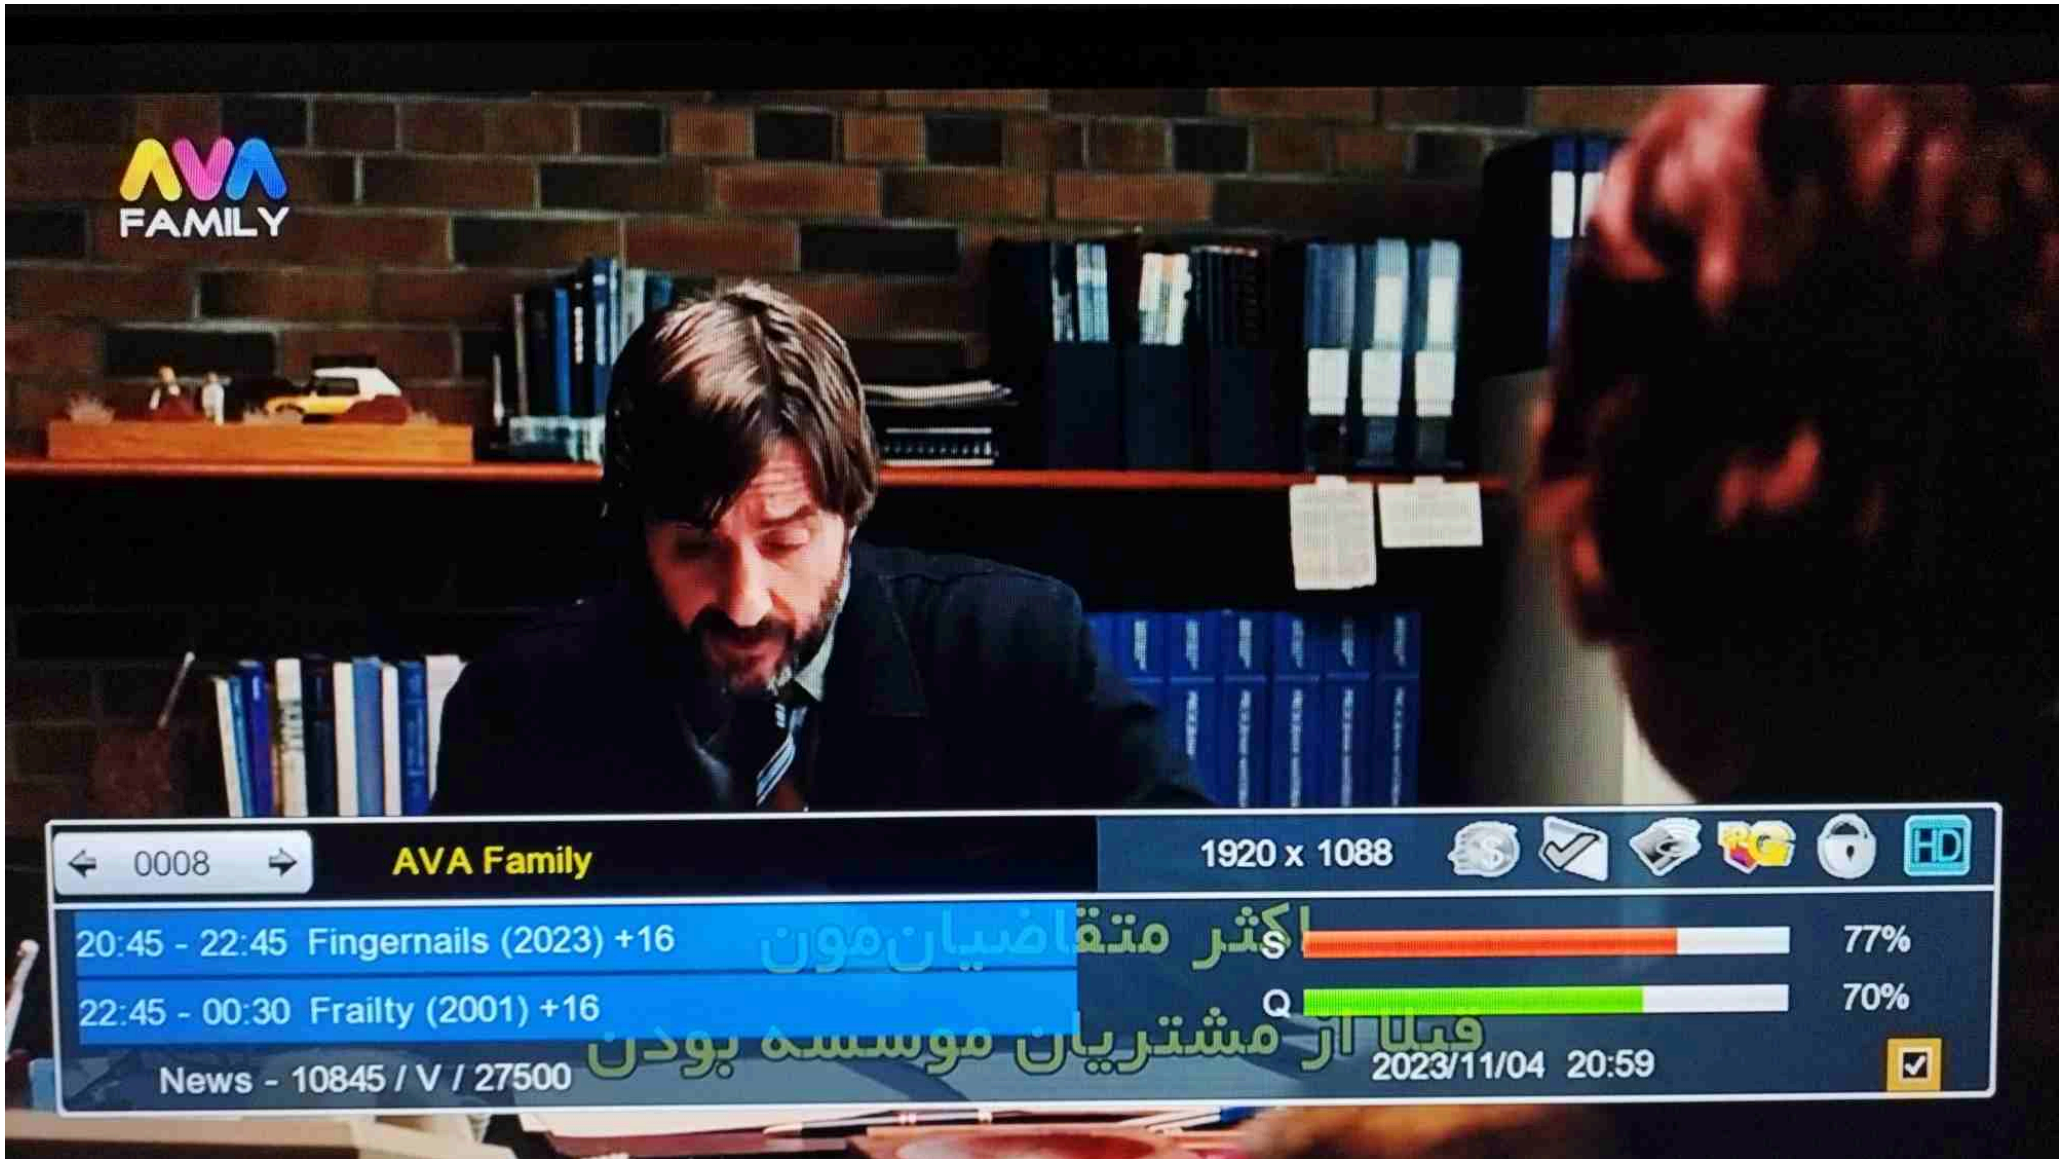 AVA
FAMILY
0008
AVA Family
1920 x 1088
HD
20:45 - 22:45 Fingernails (2023) +16
اکثر متقاضیان‌مون
S
77%
22:45 - 00:30 Frailty (2001) +16
Q
70%
قبلا از مشتریان موسسه بودن
News - 10845 / V / 27500
2023/11/04 20:59